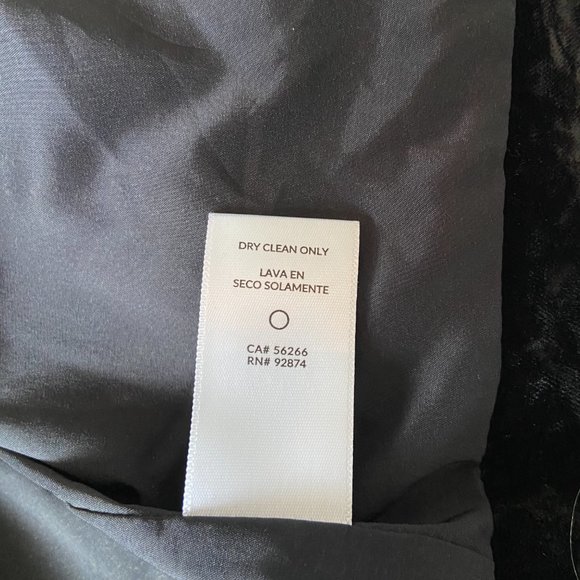 DRY CLEAN ONLY
LAVA EN
SECO SOLAMENTE
CA# 56266
RN# 92874